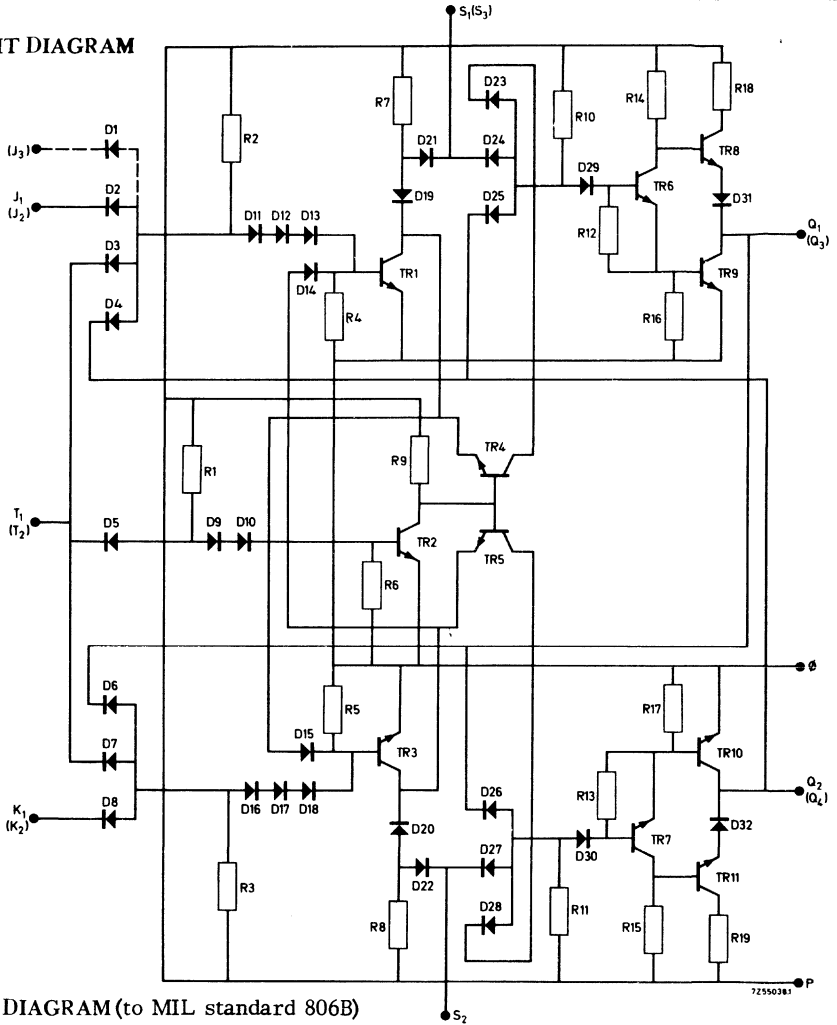 S₁(S₃)
IT DIAGRAM
D23
R7
R14
R18
D1
R10
(J₃)
R2
D21
D24
TR8
D29
J₁
D2
(J₂)
TR6
D19
D25
D31
D11 D12 D13
D3
R12
Q₁
(Q₃)
TR1
TR9
D14
D4
R4
R16
TR4
R9
R1
T₁
(T₂)
D5
D9 D10
TR2
TR5
R6
ø
D6
R5
R17
D15
TR3
TR10
D7
Q₂
(Q₄)
K₁
(K₂)
D8
D16 D17 D18
D26
R13
D20
TR7
D32
D27
D30
R3
D22
TR11
D28
R8
R11
R15
R19
P
7Z55038.1
DIAGRAM (to MIL standard 806B)
S₂